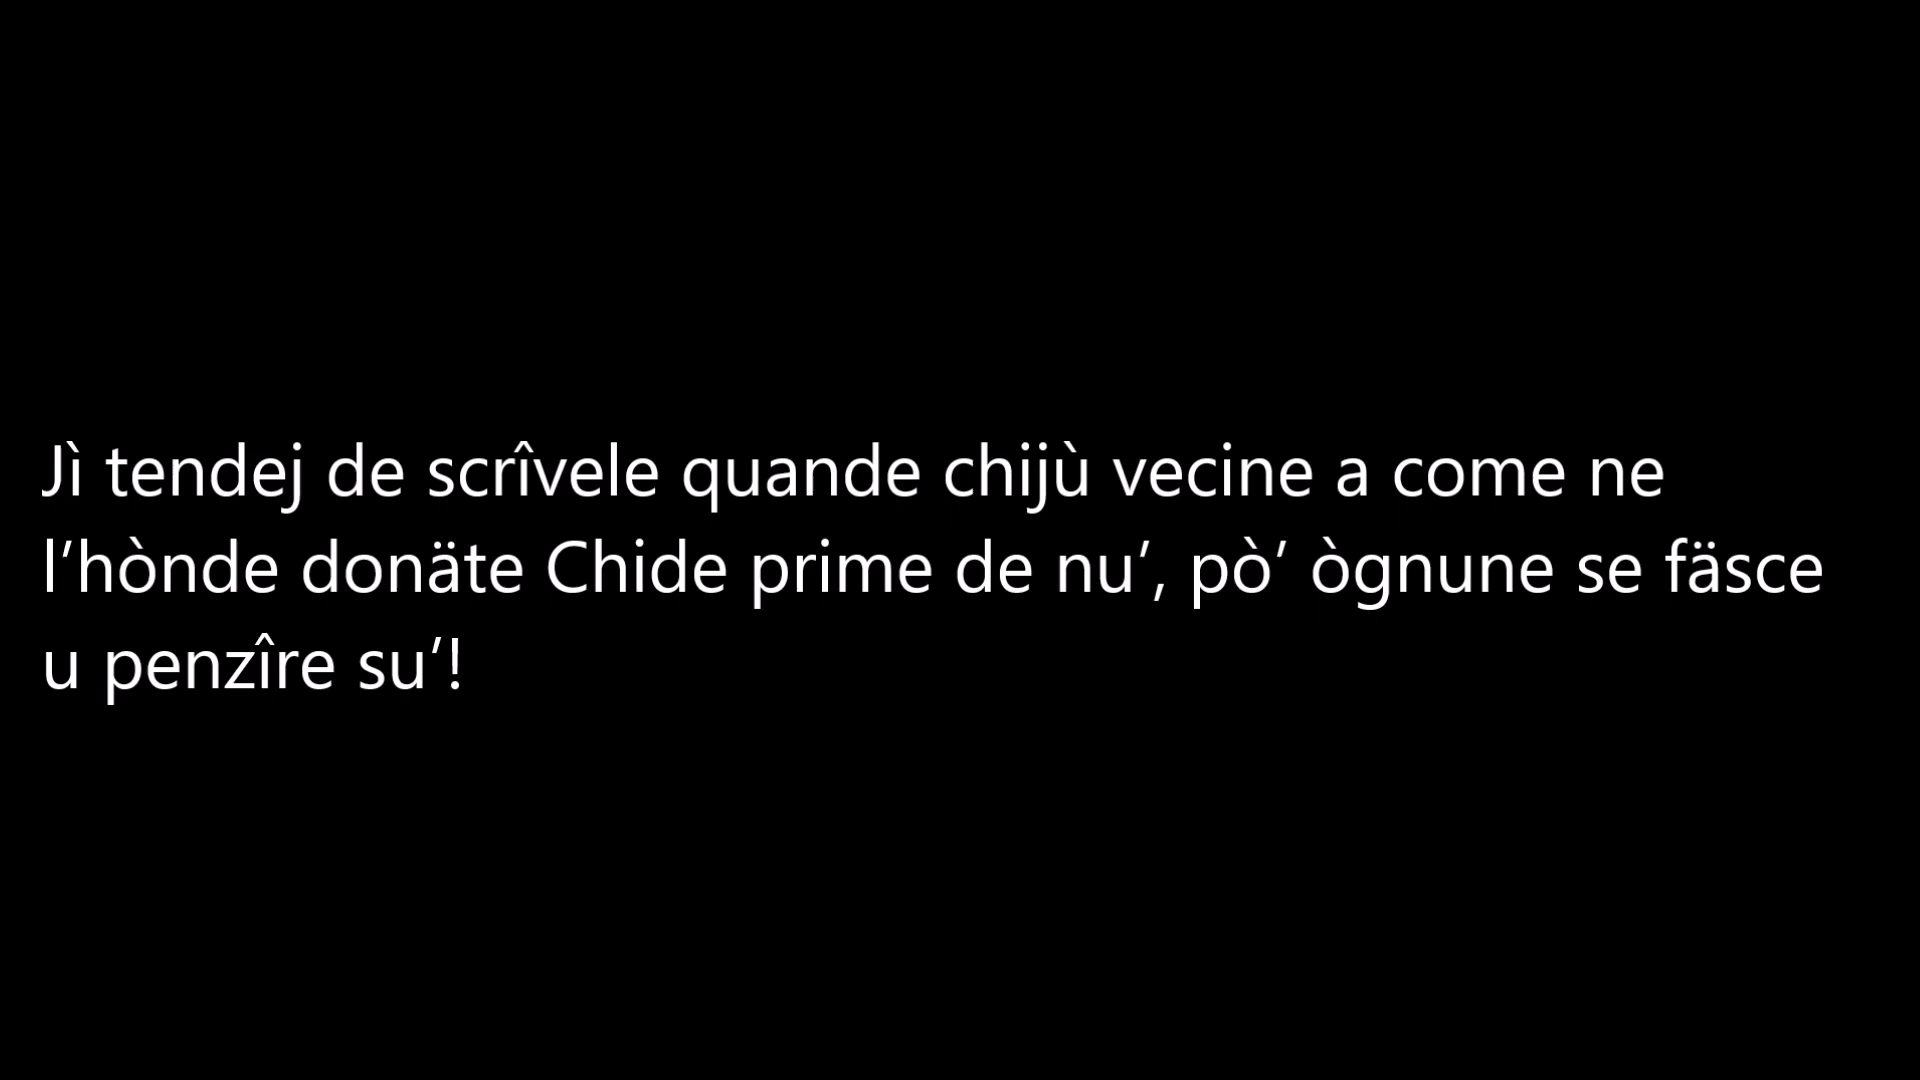 Jì tendej de scrîvele quande chijù vecine a come ne
l’hònde donäte Chide prime de nu’, pò’ ògnune se fäsce
u penzîre su’!